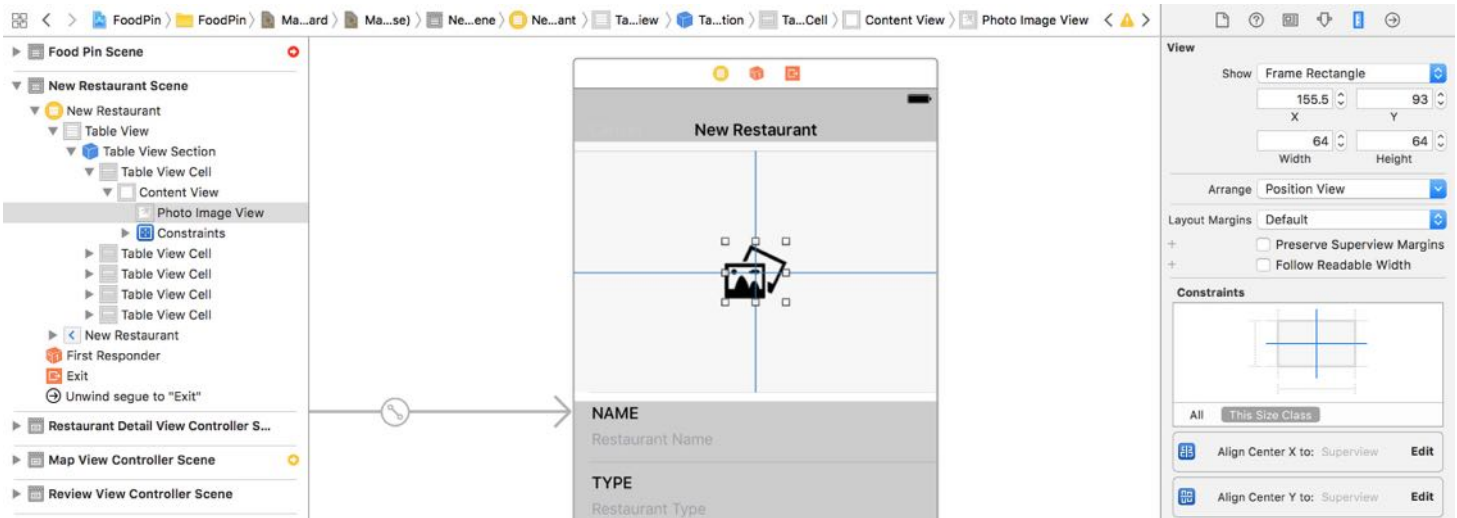 FoodPin FoodPin Ma...ard Ma...se) Ne...ene Ne...ant Ta...iew Ta...tion Ta...Cell Content View Photo Image View
Food Pin Scene
New Restaurant Scene
New Restaurant
Table View
Table View Section
Table View Cell
Content View
Photo Image View
Constraints
Table View Cell
Table View Cell
Table View Cell
Table View Cell
New Restaurant
First Responder
Exit
Unwind segue to "Exit"
Restaurant Detail View Controller S...
Map View Controller Scene
Review View Controller Scene
New Restaurant
NAME
Restaurant Name
TYPE
Restaurant Type
View
Show Frame Rectangle
155.5 93
X Y
64 64
Width Height
Arrange Position View
Layout Margins Default
+ Preserve Superview Margins
+ Follow Readable Width
Constraints
All This Size Class
Align Center X to: Superview Edit
Align Center Y to: Superview Edit